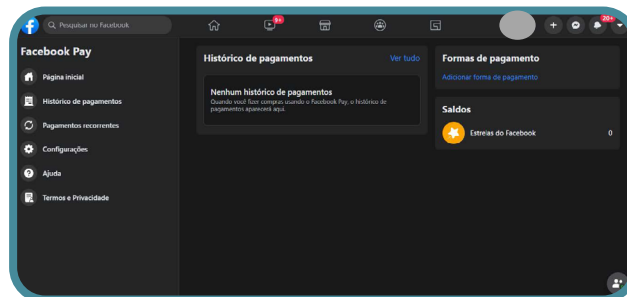 Pesquisar no Facebook
9+
20+
Facebook Pay
Página inicial
Histórico de pagamentos
Pagamentos recorrentes
Configurações
Ajuda
Termos e Privacidade
Histórico de pagamentos
Ver tudo
Nenhum histórico de pagamentos
Quando você fizer compras usando o Facebook Pay, o histórico de
pagamentos aparecerá aqui.
Formas de pagamento
Adicionar forma de pagamento
Saldos
Estrelas do Facebook
0